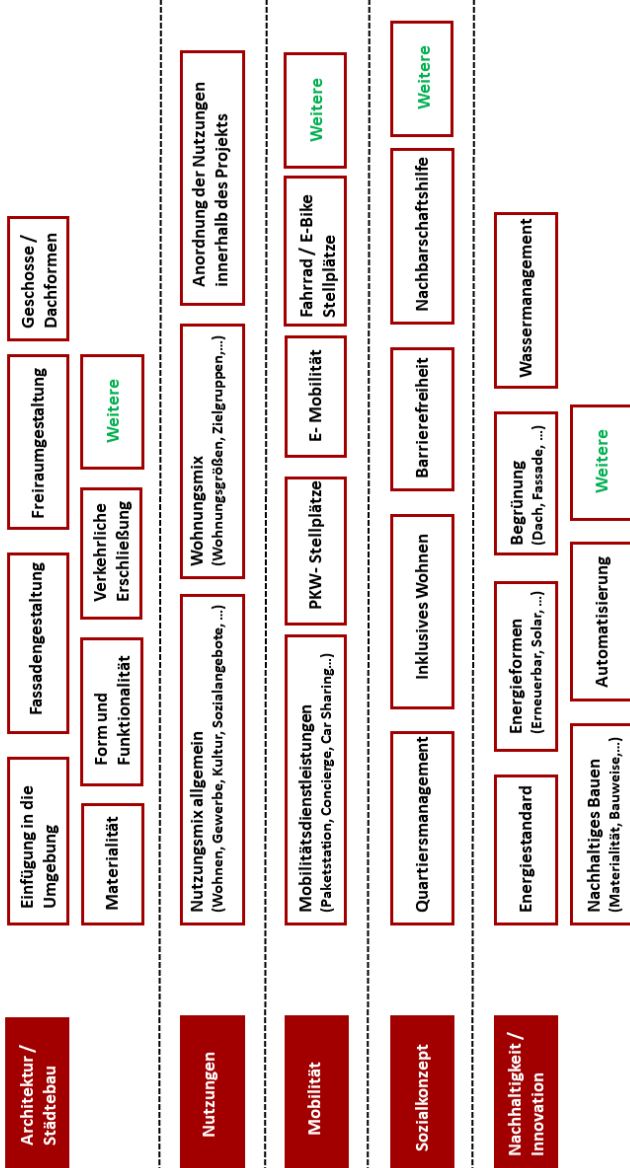 Architektur /
Städtebau
Einfügung in die
Umgebung
Fassadengestaltung
Freiraumgestaltung
Geschosse /
Dachformen
Materialität
Form und
Funktionalität
Verkehrliche
Erschließung
Weitere
Nutzungen
Nutzungsmix allgemein
(Wohnen, Gewerbe, Kultur, Sozialangebote, ...)
Wohnungsmix
(Wohnungsgrößen, Zielgruppen,...)
Anordnung der Nutzungen
innerhalb des Projekts
Mobilität
Mobilitätsdienstleistungen
(Paketstation, Concierge, Car Sharing...)
PKW- Stellplätze
E- Mobilität
Fahrrad / E-Bike
Stellplätze
Weitere
Sozialkonzept
Quartiersmanagement
Inklusives Wohnen
Barrierefreiheit
Nachbarschaftshilfe
Weitere
Nachhaltigkeit /
Innovation
Energiestandard
Energieformen
(Erneuerbar, Solar, ...)
Begrünung
(Dach, Fassade, ...)
Wassermanagement
Nachhaltiges Bauen
(Materialität, Bauweise,...)
Automatisierung
Weitere